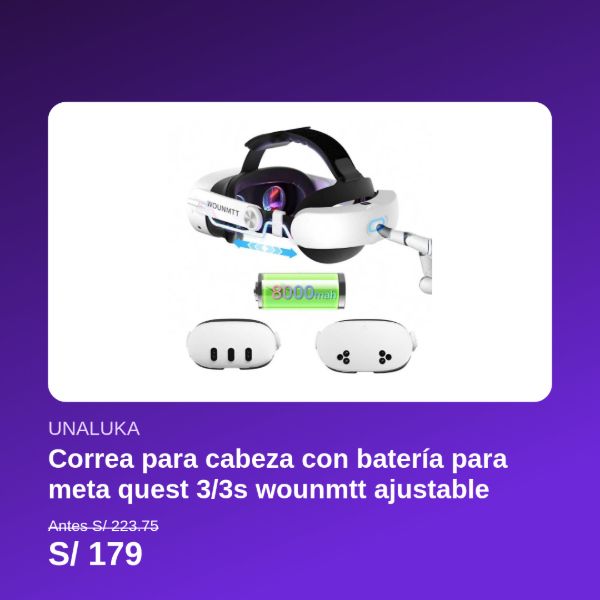 WOUNMTT
8000mah
UNALUKA
Correa para cabeza con batería para
meta quest 3/3s wounmtt ajustable
Antes S/ 223.75
S/ 179